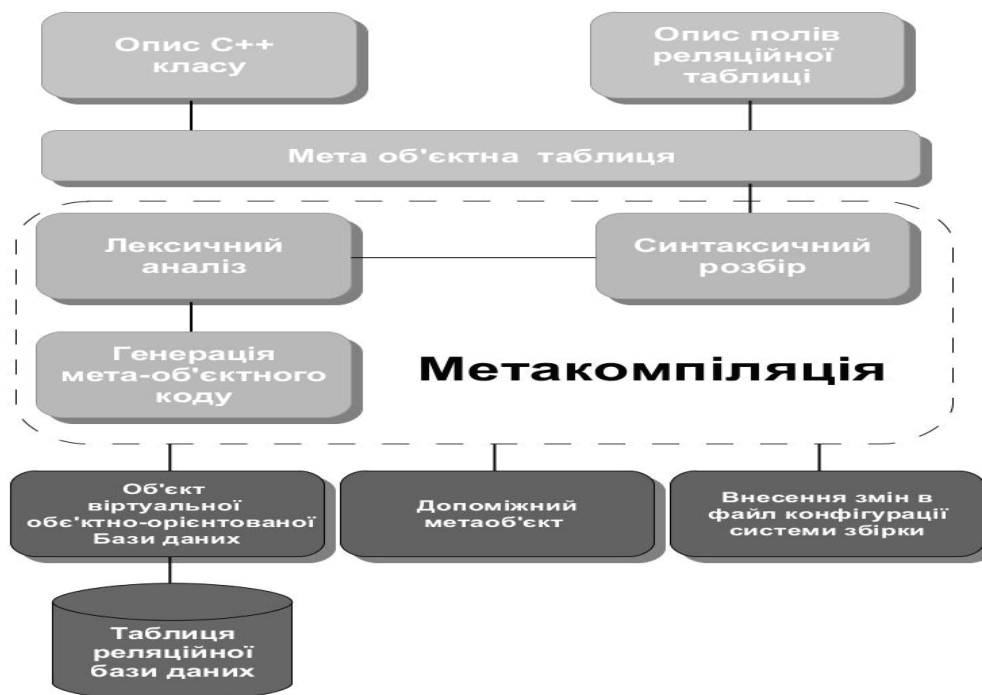 Опис C++
класу
Опис полів
реляційної
таблиці
Мета об'єктна таблиця
Лексичний
аналіз
Синтаксичний
розбір
Генерація
мета-об'єктного
коду
Метакомпіляція
Об'єкт
віртуальної
обє'ктно-орієнтованої
Бази даних
Допоміжний
метаоб'єкт
Внесення змін в
файл конфігурації
системи збірки
Таблиця
реляційної
бази даних